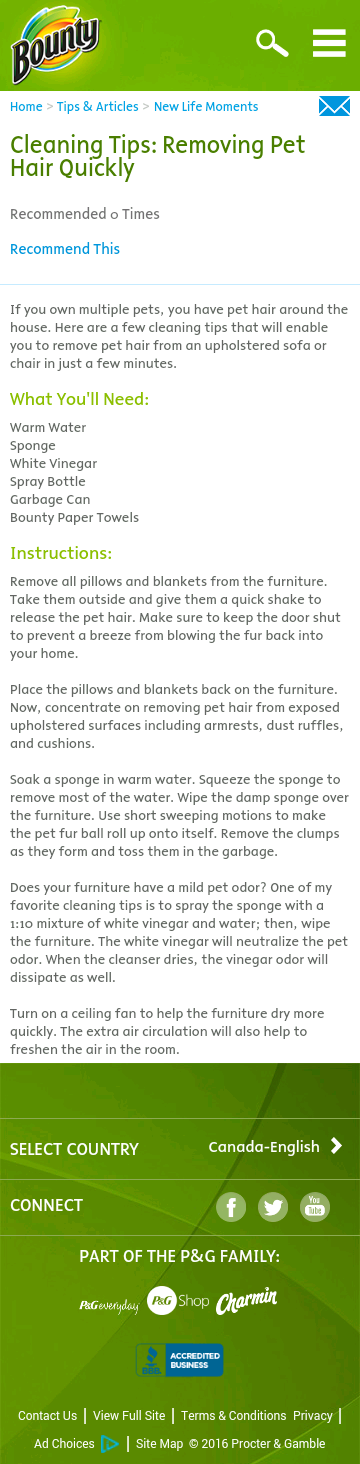 Bounty
Home > Tips & Articles > New Life Moments
Cleaning Tips: Removing Pet
Hair Quickly
Recommended 0 Times
Recommend This
If you own multiple pets, you have pet hair around the
house. Here are a few cleaning tips that will enable
you to remove pet hair from an upholstered sofa or
chair in just a few minutes.
What You'll Need:
Warm Water
Sponge
White Vinegar
Spray Bottle
Garbage Can
Bounty Paper Towels
Instructions:
Remove all pillows and blankets from the furniture.
Take them outside and give them a quick shake to
release the pet hair. Make sure to keep the door shut
to prevent a breeze from blowing the fur back into
your home.
Place the pillows and blankets back on the furniture.
Now, concentrate on removing pet hair from exposed
upholstered surfaces including armrests, dust ruffles,
and cushions.
Soak a sponge in warm water. Squeeze the sponge to
remove most of the water. Wipe the damp sponge over
the furniture. Use short sweeping motions to make
the pet fur ball roll up onto itself. Remove the clumps
as they form and toss them in the garbage.
Does your furniture have a mild pet odor? One of my
favorite cleaning tips is to spray the sponge with a
1:10 mixture of white vinegar and water; then, wipe
the furniture. The white vinegar will neutralize the pet
odor. When the cleanser dries, the vinegar odor will
dissipate as well.
Turn on a ceiling fan to help the furniture dry more
quickly. The extra air circulation will also help to
freshen the air in the room.
SELECT COUNTRY Canada-English
CONNECT f You Tube
PART OF THE P&G FAMILY:
P&G everyday P&G Shop Charmin
BBB ACCREDITED BUSINESS
Contact Us | View Full Site | Terms & Conditions Privacy |
Ad Choices | Site Map © 2016 Procter & Gamble